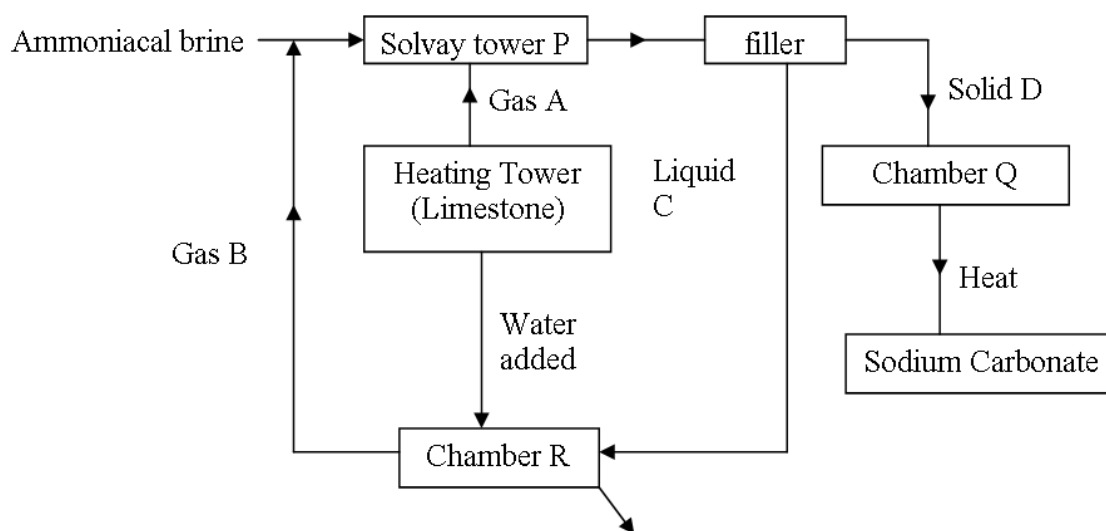 Ammoniacal brine
Solvay tower P
filler
Gas A
Solid D
Heating Tower
(Limestone)
Liquid
C
Chamber Q
Gas B
Heat
Water
added
Sodium Carbonate
Chamber R